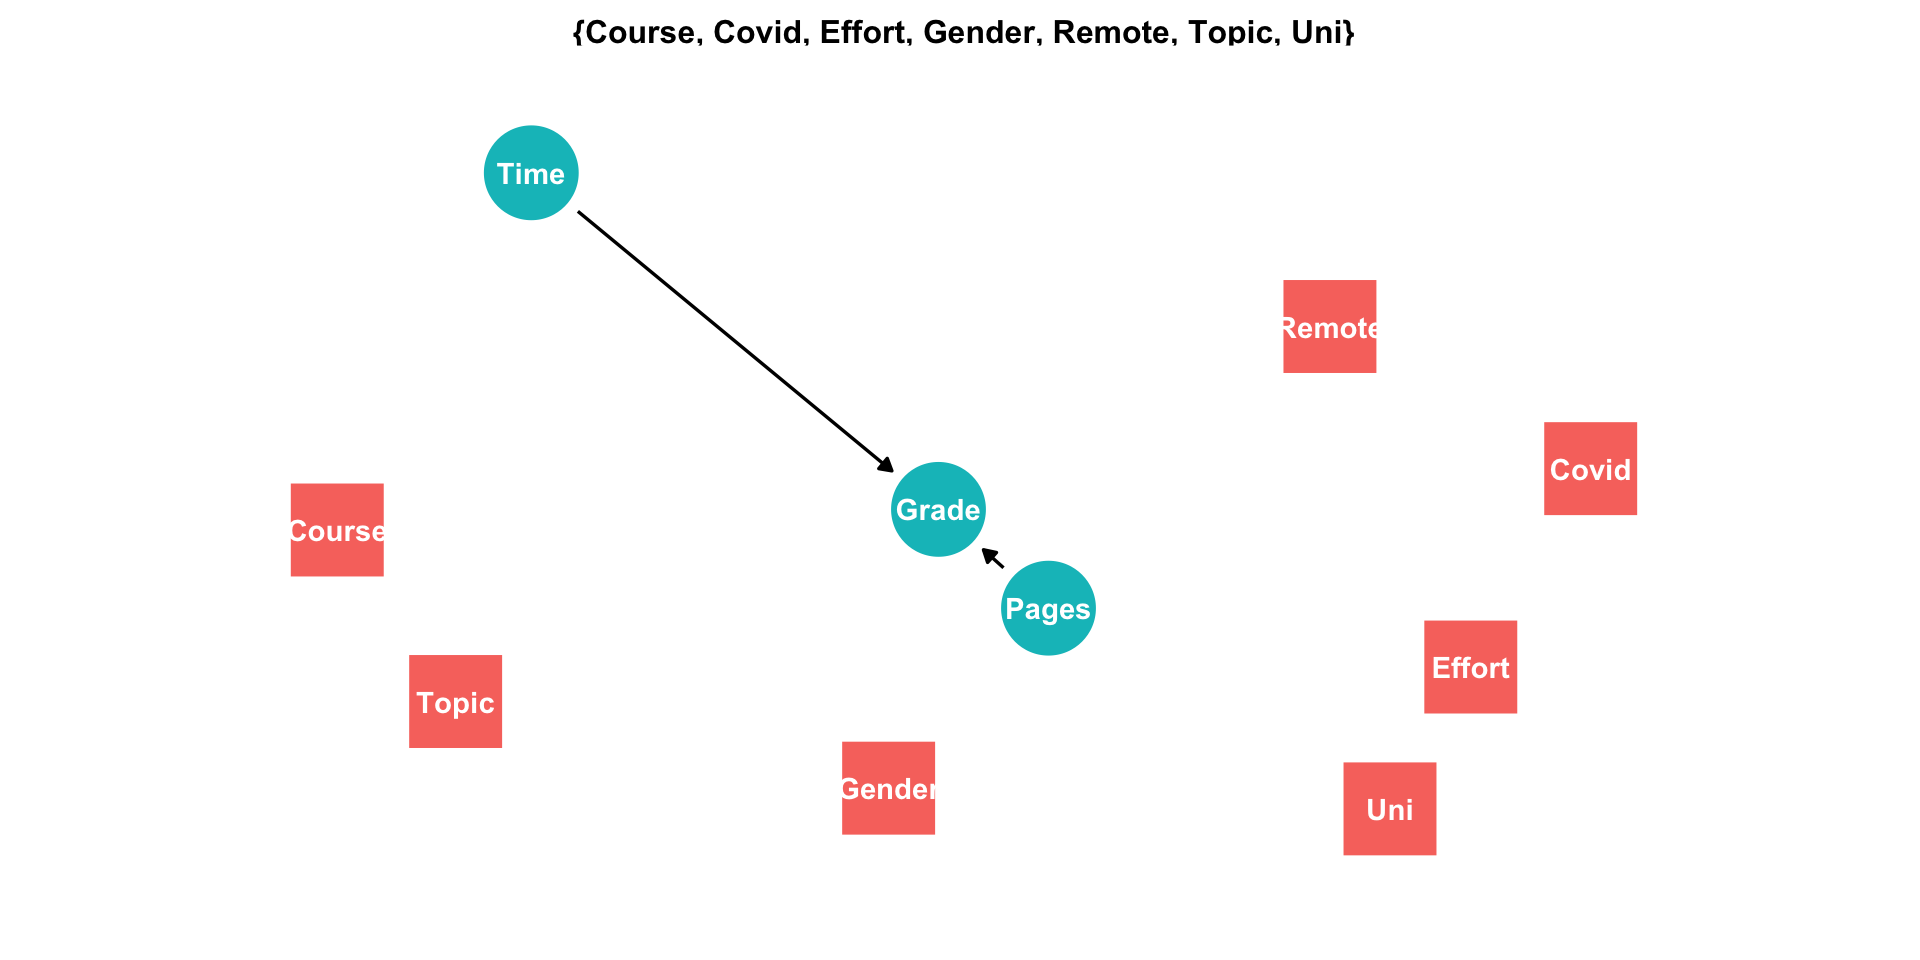 {Course, Covid, Effort, Gender, Remote, Topic, Uni}
Time
Remote
Covid
Grade
Course
Pages
Effort
Topic
Gender
Uni